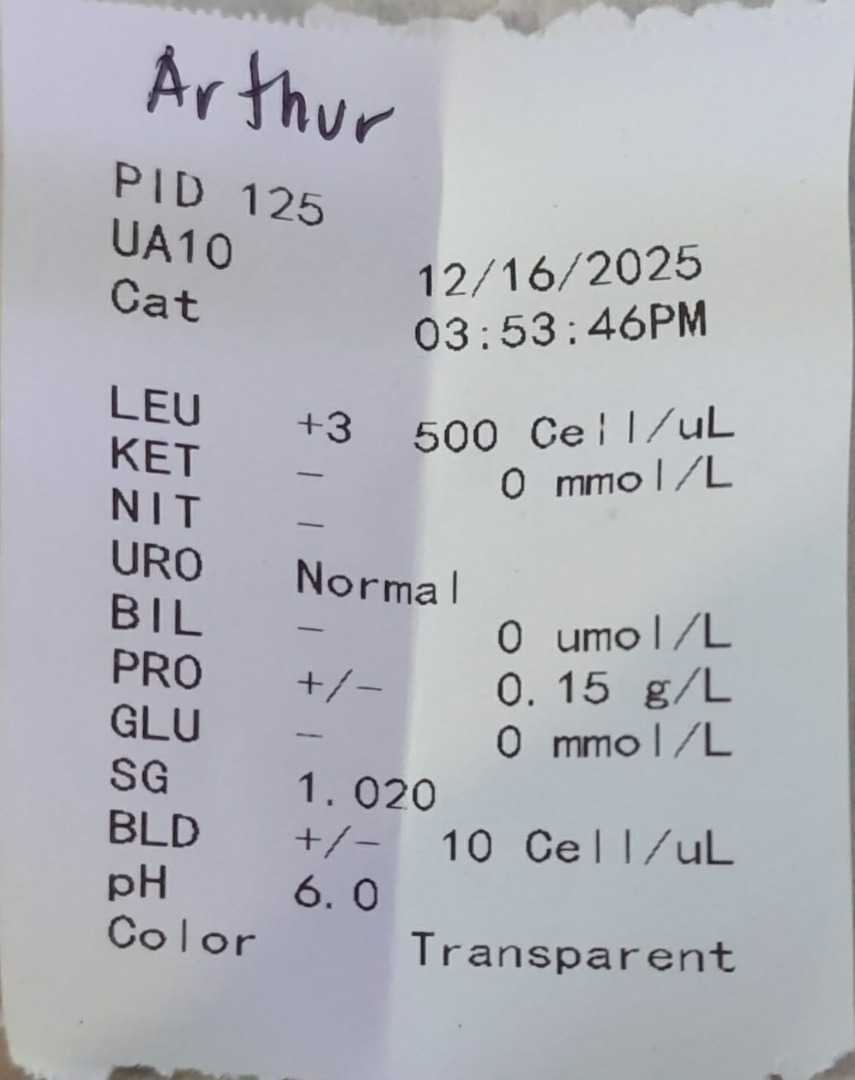 Arthur
PID 125
UA10 12/16/2025
Cat 03:53:46PM
LEU +3 500 Cell/uL
KET - 0 mmol/L
NIT -
URO Normal
BIL - 0 umol/L
PRO +/- 0.15 g/L
GLU - 0 mmol/L
SG 1.020
BLD +/- 10 Cell/uL
pH 6.0
Color Transparent